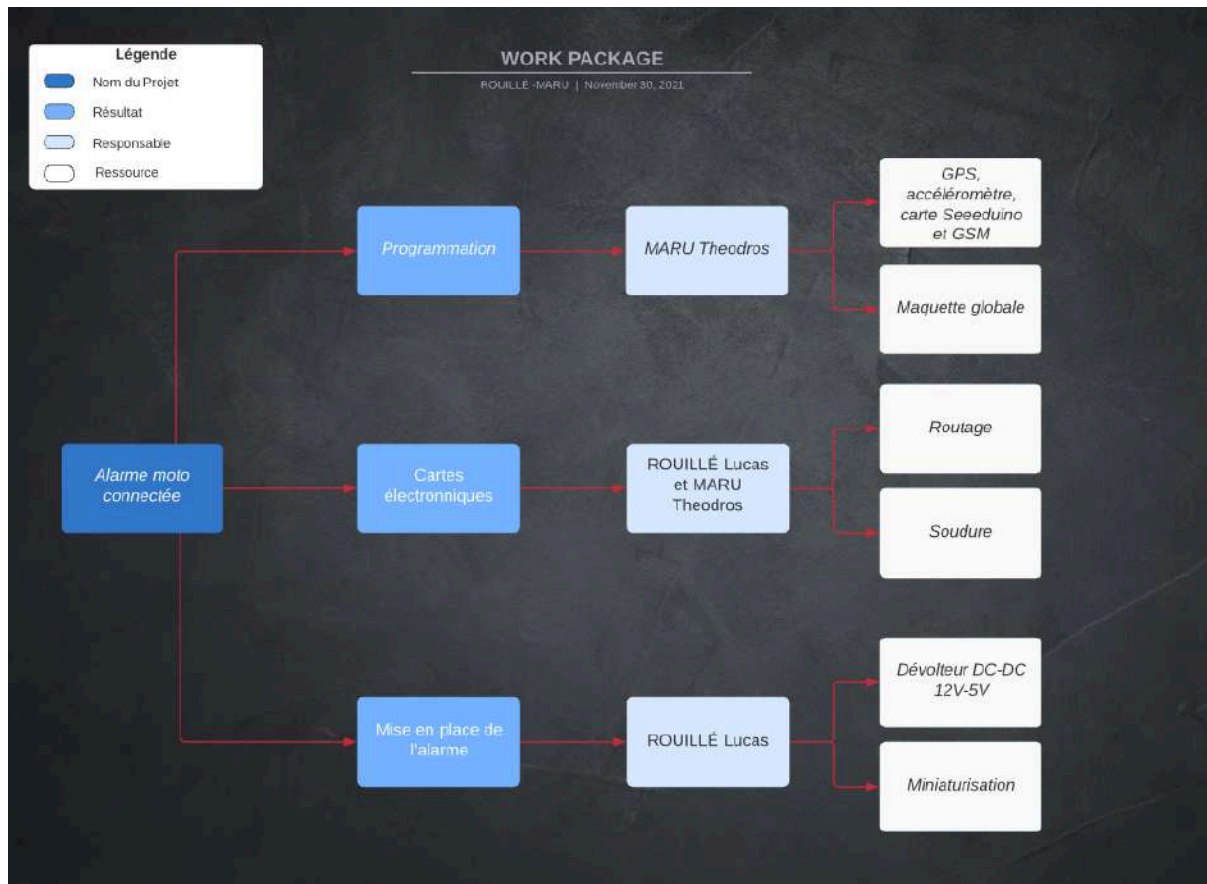 Légende
Nom du Projet
Résultat
Responsable
Ressource
WORK PACKAGE
ROUILLÉ -MARU | November 30, 2021
Programmation
MARU Theodros
GPS,
accéléromètre,
carte Seeeduino
et GSM
Maquette globale
Alarme moto
connectée
Cartes
électronniques
ROUILLÉ Lucas
et MARU
Theodros
Routage
Soudure
Mise en place de
l'alarme
ROUILLÉ Lucas
Dévolteur DC-DC
12V-5V
Miniaturisation